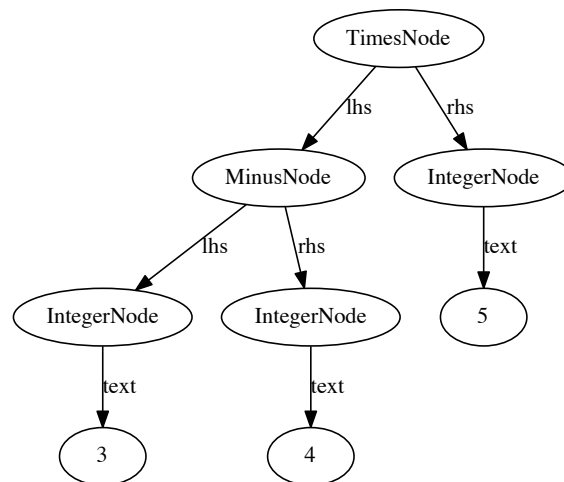 TimesNode
lhs rhs
MinusNode IntegerNode
lhs rhs text
IntegerNode IntegerNode 5
text text
3 4